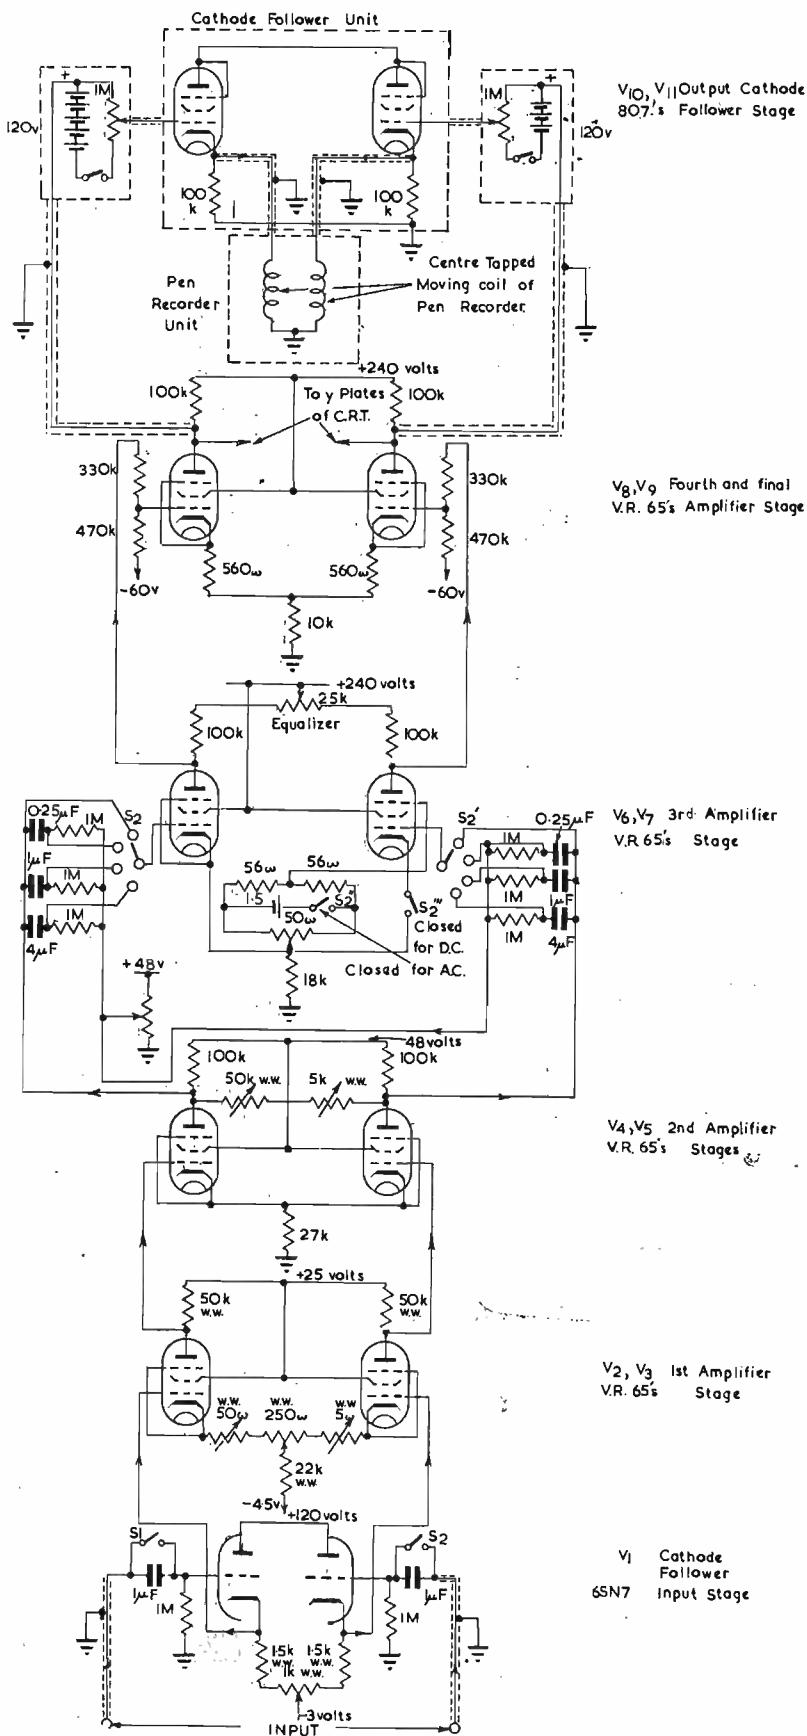 Cathode Follower Unit
+
1M
120v
+
1M
120v
V10, V11 Output Cathode
807.'s Follower Stage
100
k
100
k
Pen
Recorder
Unit
Centre Tapped
Moving coil of
Pen Recorder.
+240 volts
100k
100k
To y Plates
of C.R.T.
330k
330k
470k
470k
V8, V9 Fourth and final
V.R. 65's Amplifier Stage
560ω
560ω
-60v
-60v
10k
+240 volts
25k
Equalizer
100k
100k
0·25μF
1M
S2
S2'
1M
0·25μF
V6, V7 3rd Amplifier
V.R 65's Stage
1μF
1M
1M
1μF
56ω
56ω
1·5
S2"
50ω
S2'''
4μF
1M
1M
4μF
Closed
for D.C.
Closed for A.C.
18k
+48v
48volts
100k
100k
50k w.w.
5k w.w.
V4, V5 2nd Amplifier
V.R. 65's Stages
27k
+25 volts
50k
w.w.
50k
w.w.
V2, V3 1st Amplifier
V.R. 65's Stage
w.w.
50ω
w.w.
250ω
w.w
5ω
22k
w.w.
-45v
+120volts
S1
S2
1μF
1μF
1M
1M
V1 Cathode
Follower
6SN7 Input Stage
1·5k
w.w.
1·5k
w.w.
1k
w.w.
-3volts
INPUT